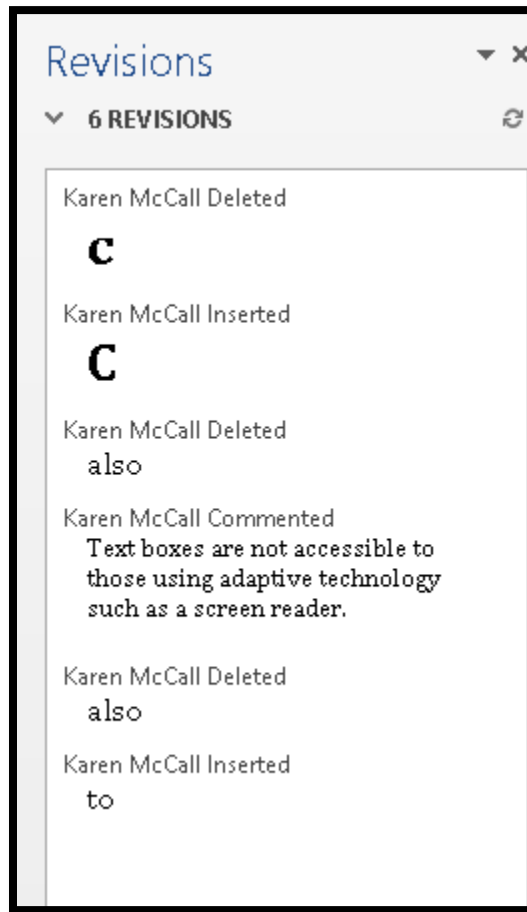 Revisions
6 REVISIONS
Karen McCall Deleted
c
Karen McCall Inserted
C
Karen McCall Deleted
also
Karen McCall Commented
Text boxes are not accessible to
those using adaptive technology
such as a screen reader.
Karen McCall Deleted
also
Karen McCall Inserted
to